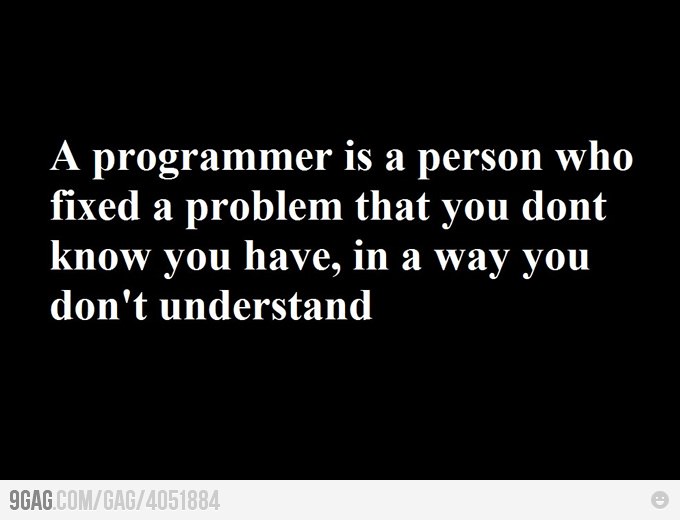 A programmer is a person who
fixed a problem that you dont
know you have, in a way you
don't understand
9GAG.COM/GAG/4051884